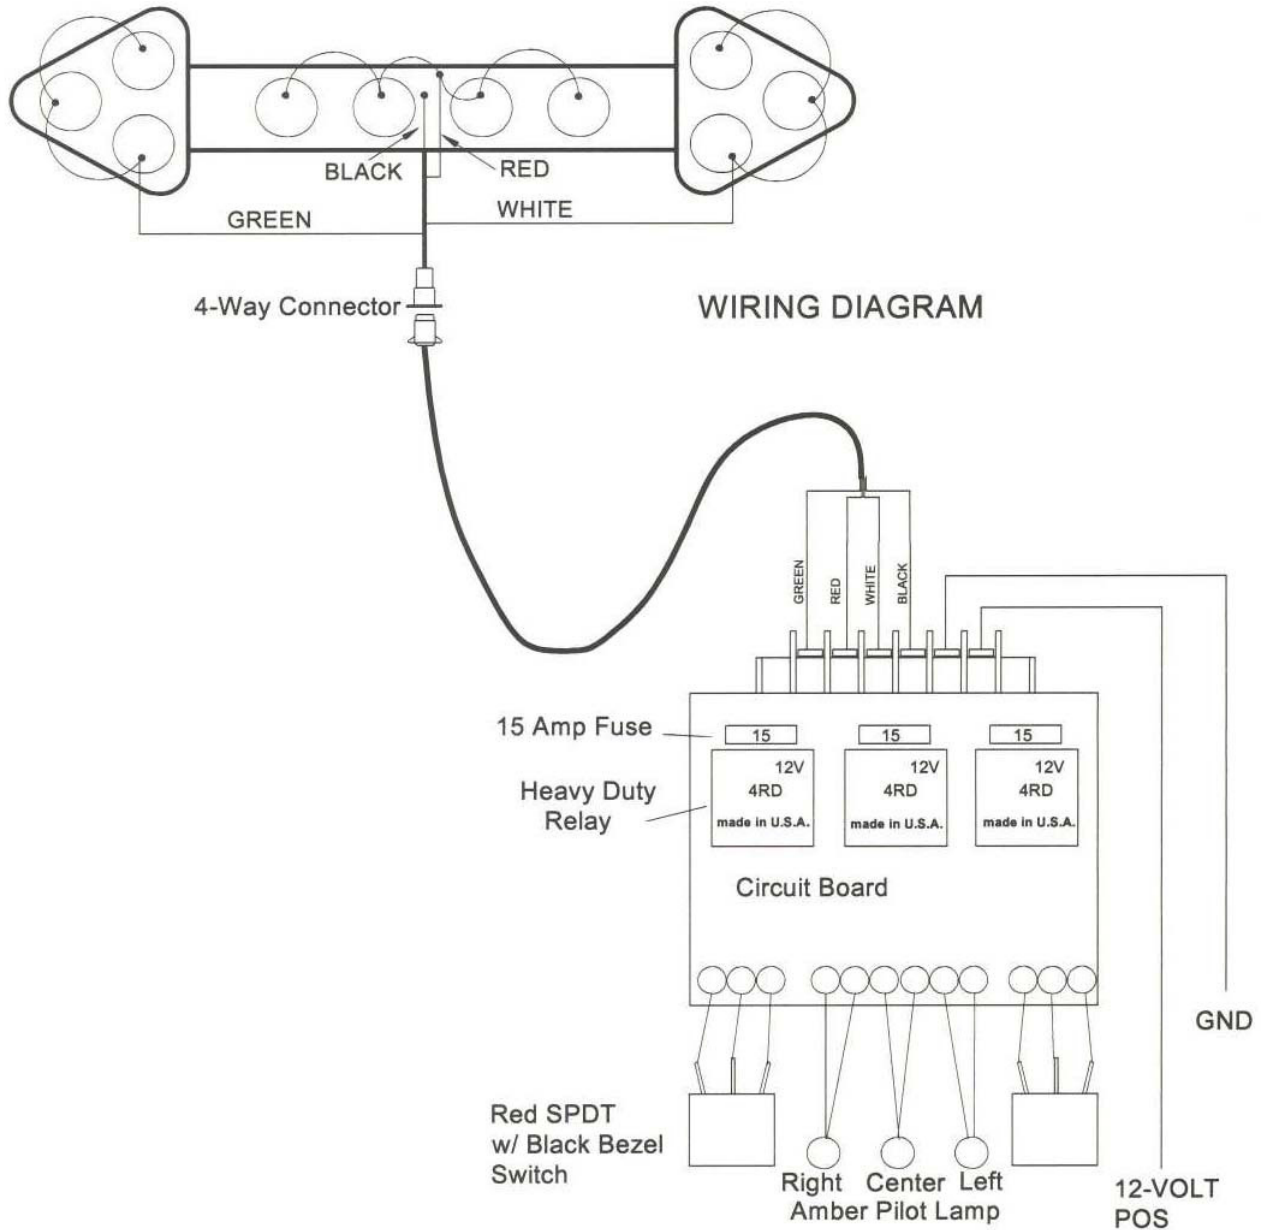 BLACK
RED
GREEN
WHITE
4-Way Connector
WIRING DIAGRAM
GREEN
RED
WHITE
BLACK
15 Amp Fuse
15
15
15
Heavy Duty
Relay
12V
4RD
made in U.S.A.
12V
4RD
made in U.S.A.
12V
4RD
made in U.S.A.
Circuit Board
GND
Red SPDT
w/ Black Bezel
Switch
Right
Center
Left
Amber Pilot Lamp
12-VOLT
POS